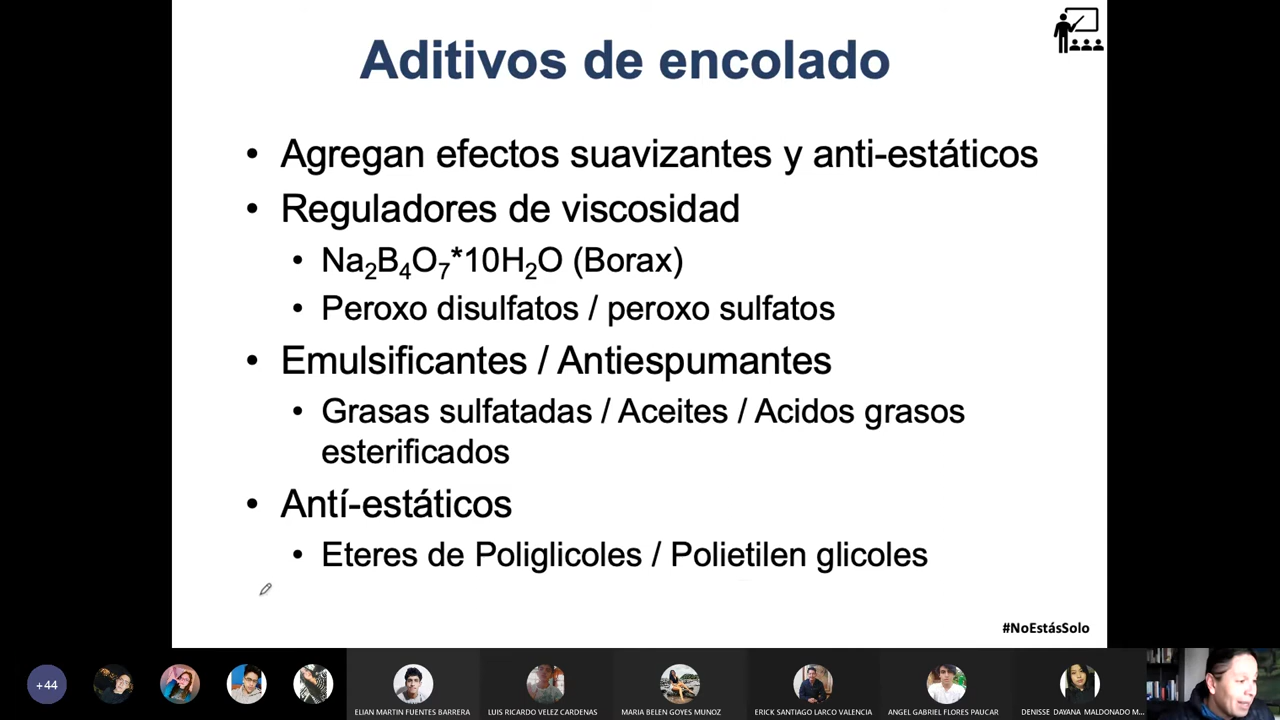 Aditivos de encolado
• Agregan efectos suavizantes y anti-estáticos
• Reguladores de viscosidad
• Na₂B₄O₇*10H₂O (Borax)
• Peroxo disulfatos / peroxo sulfatos
• Emulsificantes / Antiespumantes
• Grasas sulfatadas / Aceites / Acidos grasos
esterificados
• Antí-estáticos
• Eteres de Poliglicoles / Polietilen glicoles
#NoEstásSolo
+44
ELIAN MARTIN FUENTES BARRERA
LUIS RICARDO VELEZ CARDENAS
MARIA BELEN GOYES MUNOZ
ERICK SANTIAGO LARCO VALENCIA
ANGEL GABRIEL FLORES PAUCAR
DENISSE DAYANA MALDONADO M...